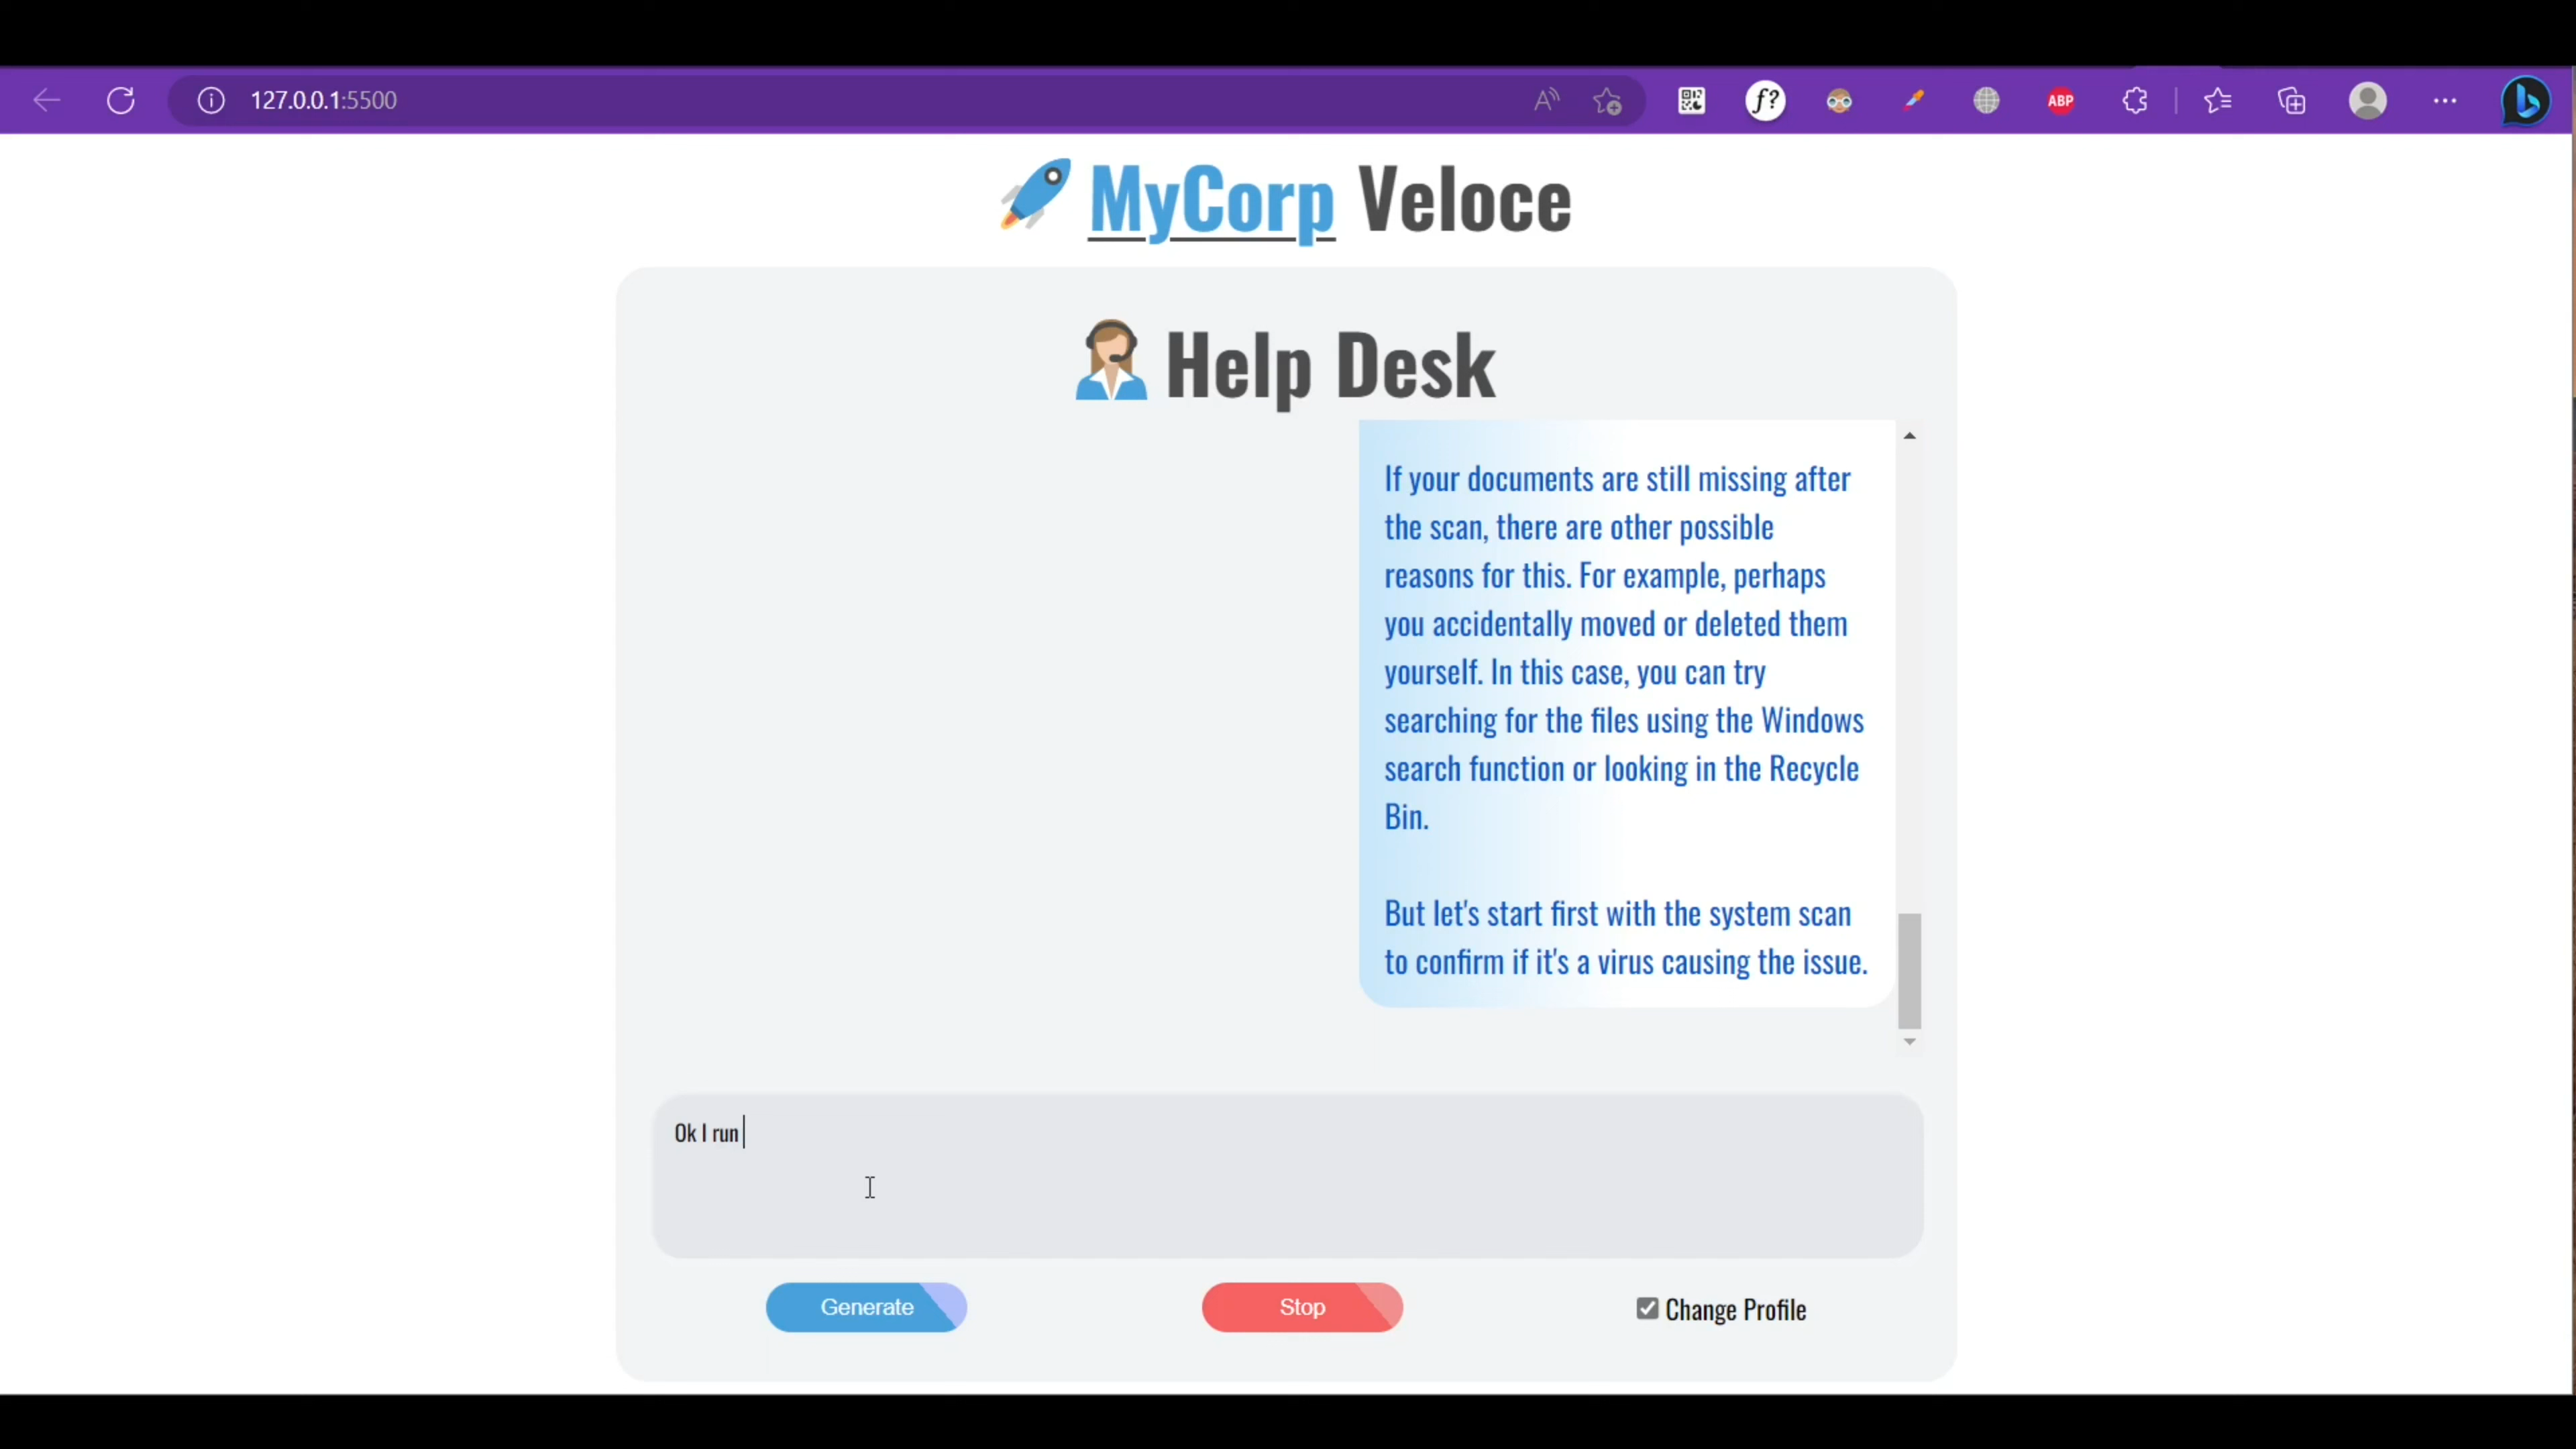 127.0.0.1:5500
A
f?
ABP
MyCorp Veloce
Help Desk
If your documents are still missing after
the scan, there are other possible
reasons for this. For example, perhaps
you accidentally moved or deleted them
yourself. In this case, you can try
searching for the files using the Windows
search function or looking in the Recycle
Bin.
But let's start first with the system scan
to confirm if it's a virus causing the issue.
Ok I run
Generate
Stop
Change Profile